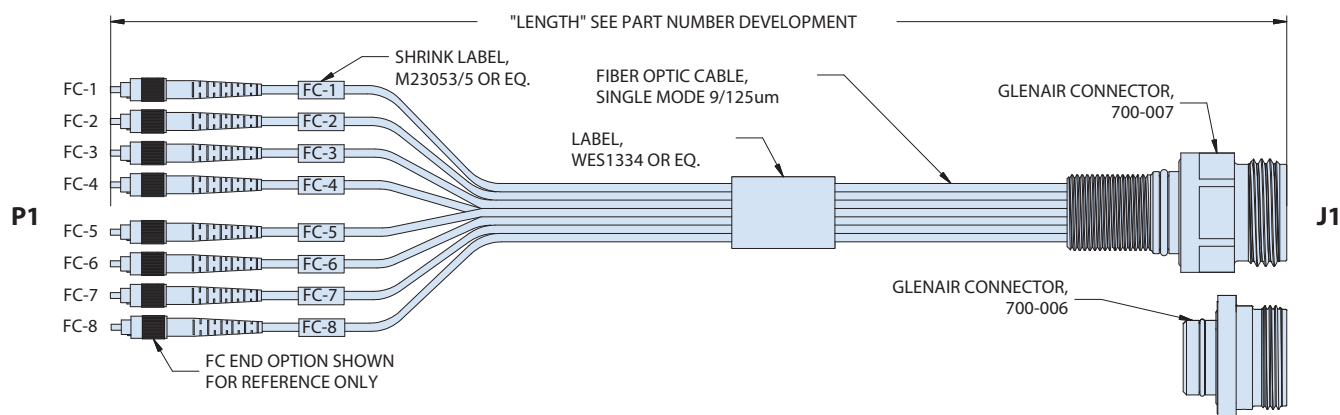 "LENGTH" SEE PART NUMBER DEVELOPMENT
SHRINK LABEL,
M23053/5 OR EQ.
FIBER OPTIC CABLE,
SINGLE MODE 9/125um
GLENAIR CONNECTOR,
700-007
LABEL,
WES1334 OR EQ.
FC-1
FC-1
FC-2
FC-2
FC-3
FC-3
FC-4
FC-4
P1
J1
FC-5
FC-5
FC-6
FC-6
FC-7
FC-7
FC-8
FC-8
GLENAIR CONNECTOR,
700-006
FC END OPTION SHOWN
FOR REFERENCE ONLY